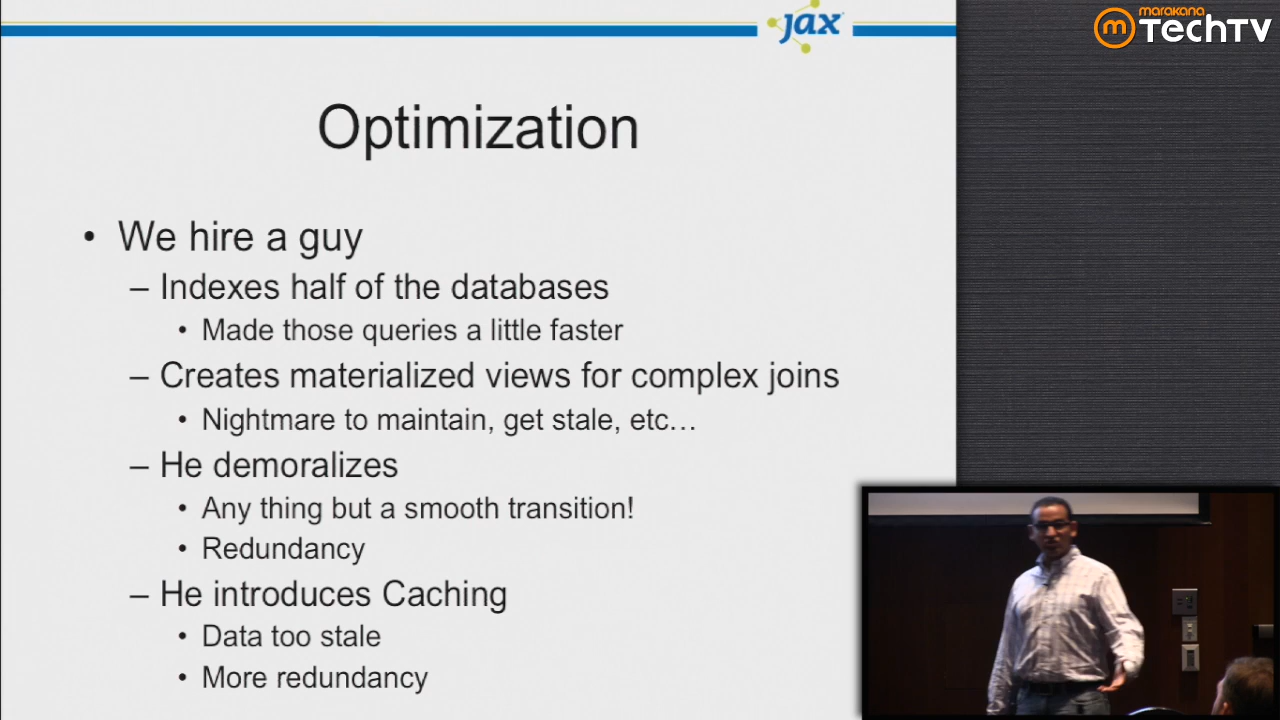 jax
marakana
m TechTV
Optimization
• We hire a guy
– Indexes half of the databases
• Made those queries a little faster
– Creates materialized views for complex joins
• Nightmare to maintain, get stale, etc…
– He demoralizes
• Any thing but a smooth transition!
• Redundancy
– He introduces Caching
• Data too stale
• More redundancy